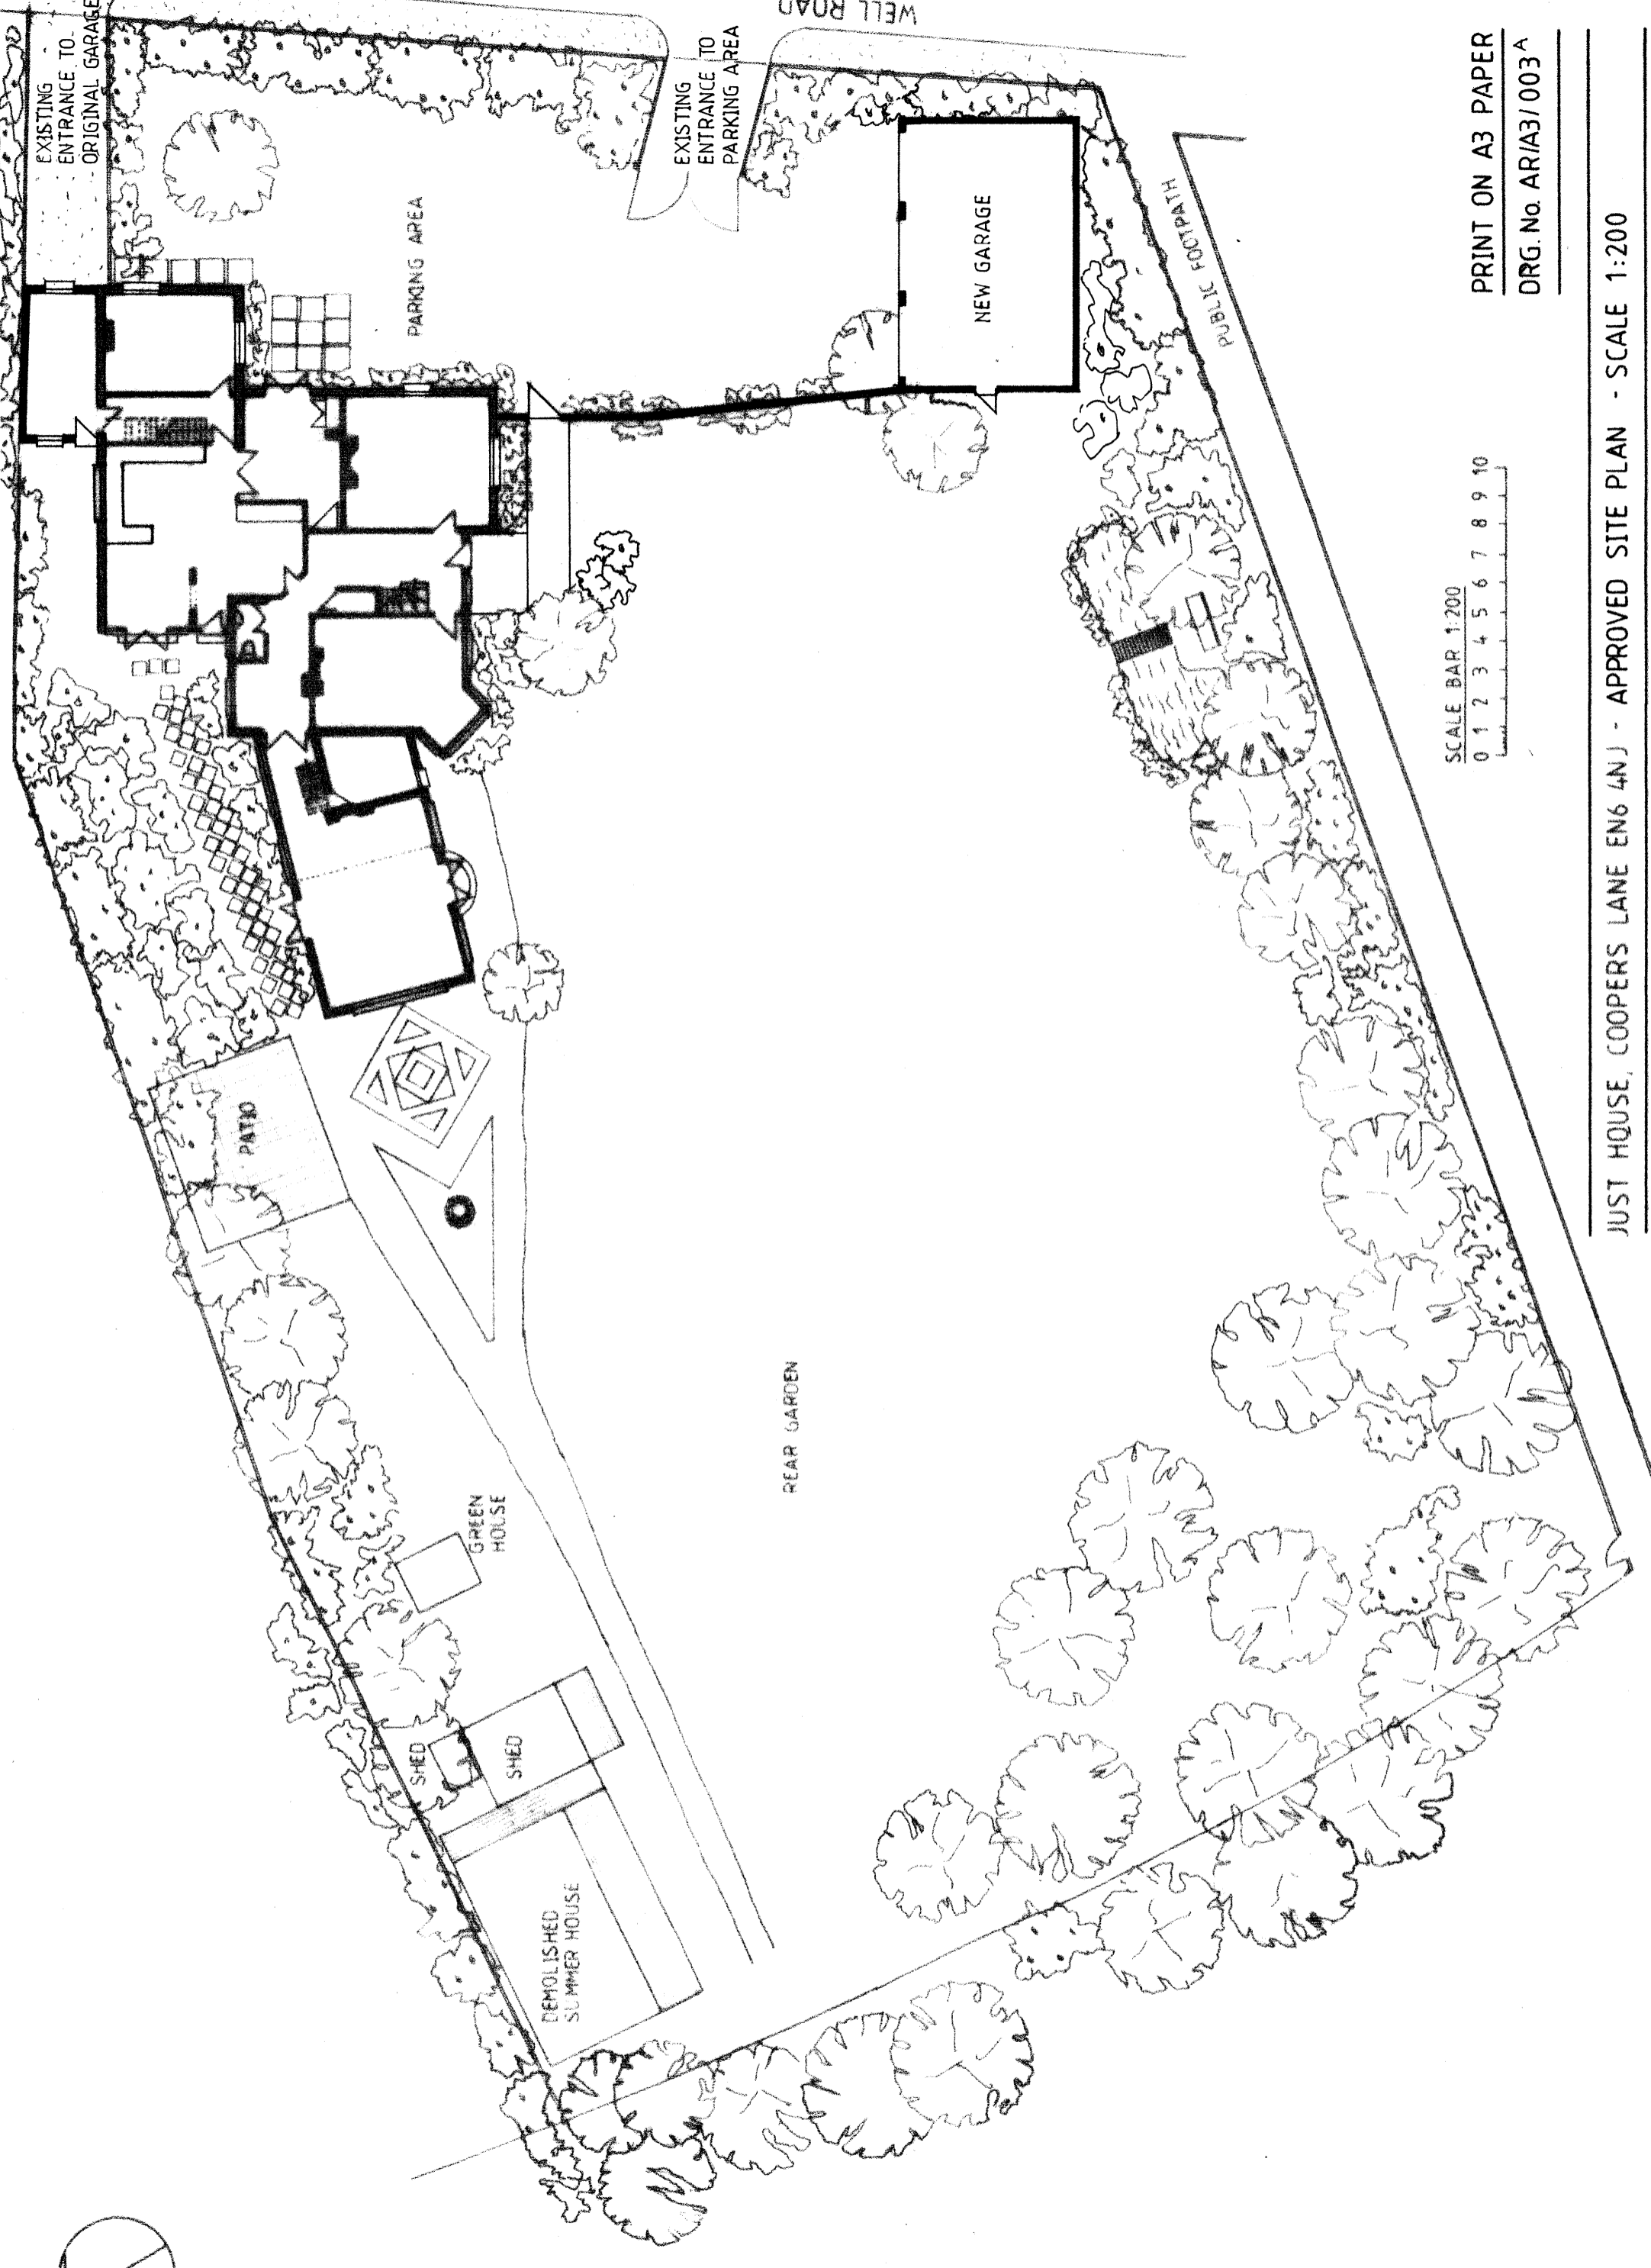 WELL ROAD
EXISTING
ENTRANCE TO
ORIGINAL GARAGE
EXISTING
ENTRANCE TO
PARKING AREA
PARKING AREA
NEW GARAGE
PUBLIC FOOTPATH
PATIO
GREEN
HOUSE
REAR GARDEN
SHED
SHED
DEMOLISHED
SUMMER HOUSE
SCALE BAR 1:200
0 1 2 3 4 5 6 7 8 9 10
PRINT ON A3 PAPER
DRG. No. AR/A3/003A
JUST HOUSE, COOPERS LANE EN6 4NJ - APPROVED SITE PLAN - SCALE 1:200